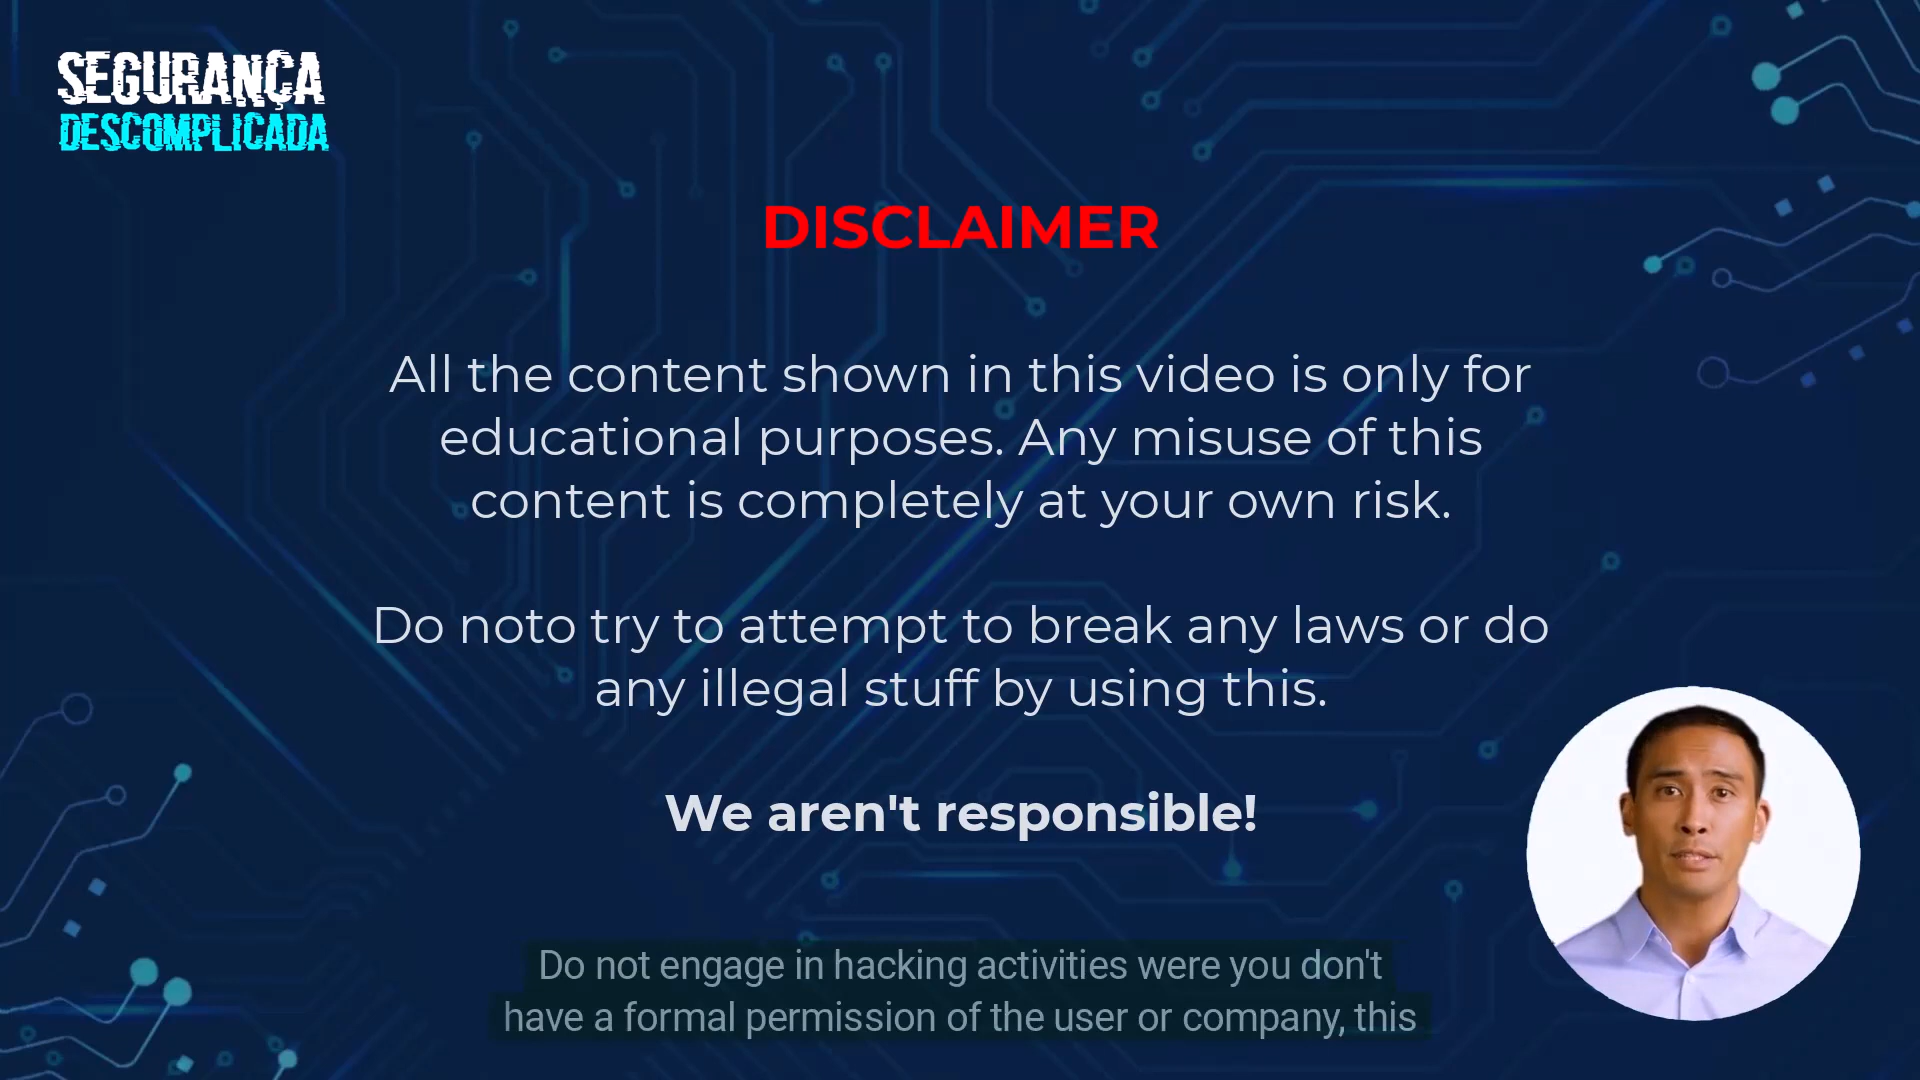 SEGURANÇA
DESCOMPLICADA
DISCLAIMER
All the content shown in this video is only for
educational purposes. Any misuse of this
content is completely at your own risk.
Do noto try to attempt to break any laws or do
any illegal stuff by using this.
We aren't responsible!
Do not engage in hacking activities were you don't
have a formal permission of the user or company, this